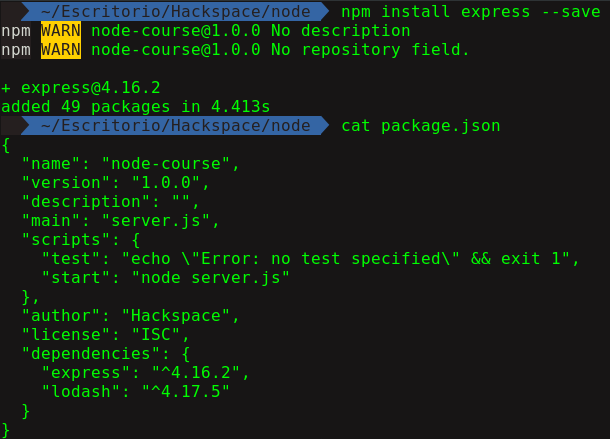 ~/Escritorio/Hackspace/node npm install express --save
npm WARN node-course@1.0.0 No description
npm WARN node-course@1.0.0 No repository field.
+ express@4.16.2
added 49 packages in 4.413s
~/Escritorio/Hackspace/node cat package.json
{
  "name": "node-course",
  "version": "1.0.0",
  "description": "",
  "main": "server.js",
  "scripts": {
    "test": "echo \"Error: no test specified\" && exit 1",
    "start": "node server.js"
  },
  "author": "Hackspace",
  "license": "ISC",
  "dependencies": {
    "express": "^4.16.2",
    "lodash": "^4.17.5"
  }
}